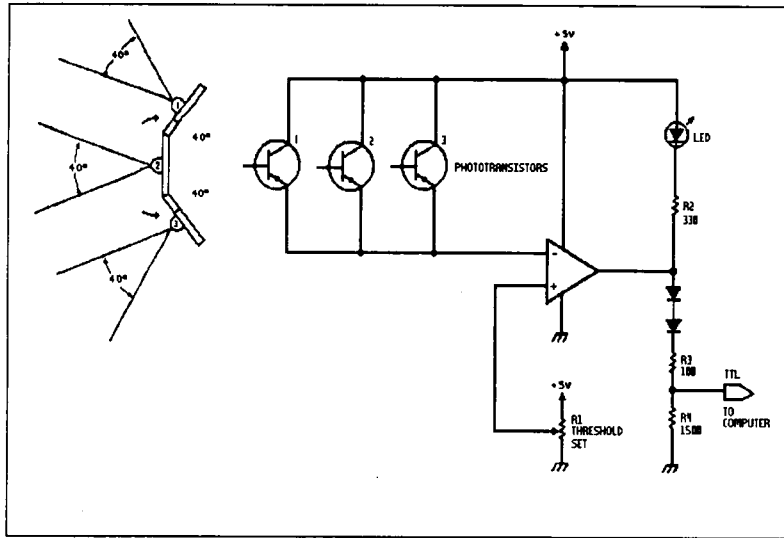 40°
1
40°
2
40°
40°
3
40°
+5V
1
2
3
PHOTOTRANSISTORS
LED
R2
330
-
+
+5V
R1
THRESHOLD
SET
R3
100
TTL
TO
COMPUTER
R4
1500